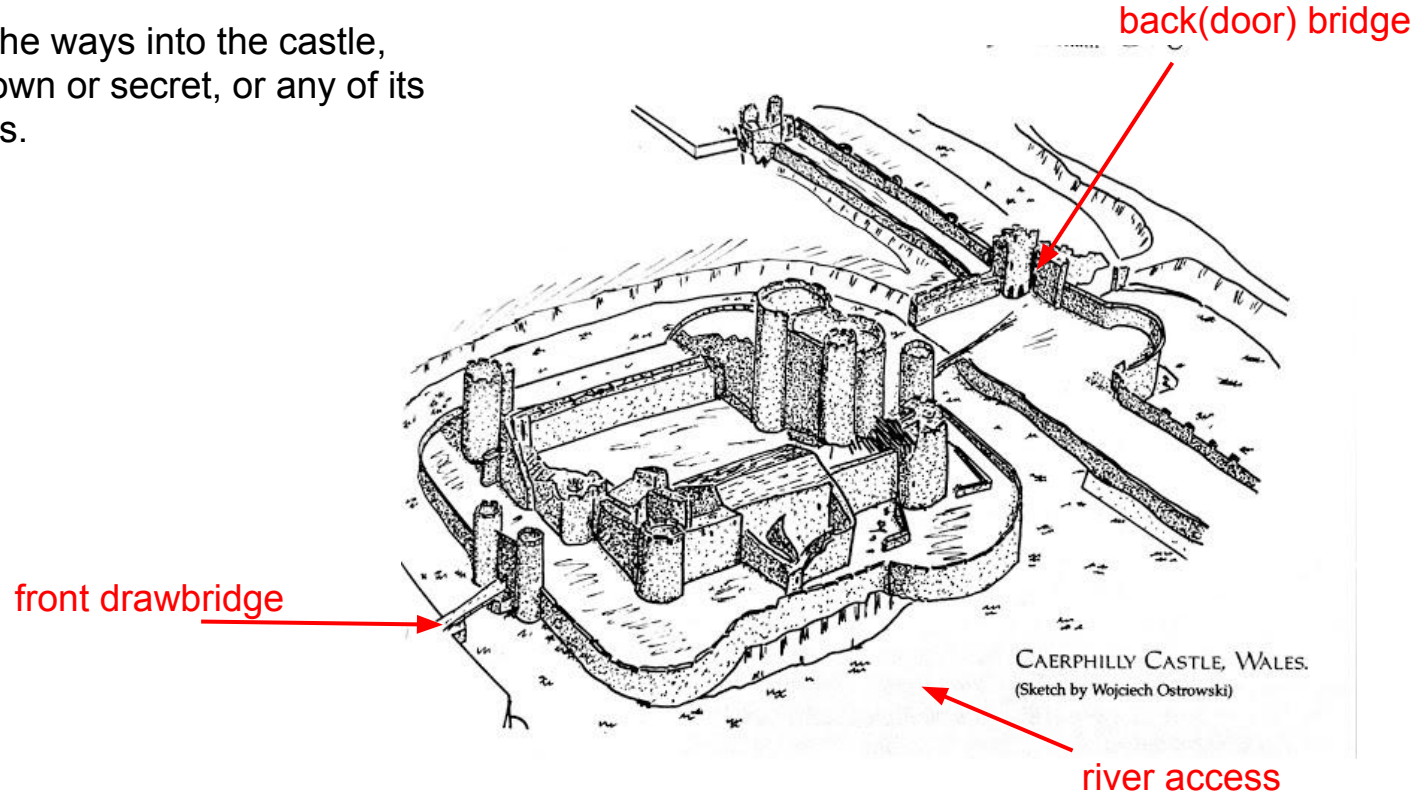 back(door) bridge
he ways into the castle,
own or secret, or any of its
s.
front drawbridge
CAERPHILLY CASTLE, WALES.
(Sketch by Wojciech Ostrowski)
river access